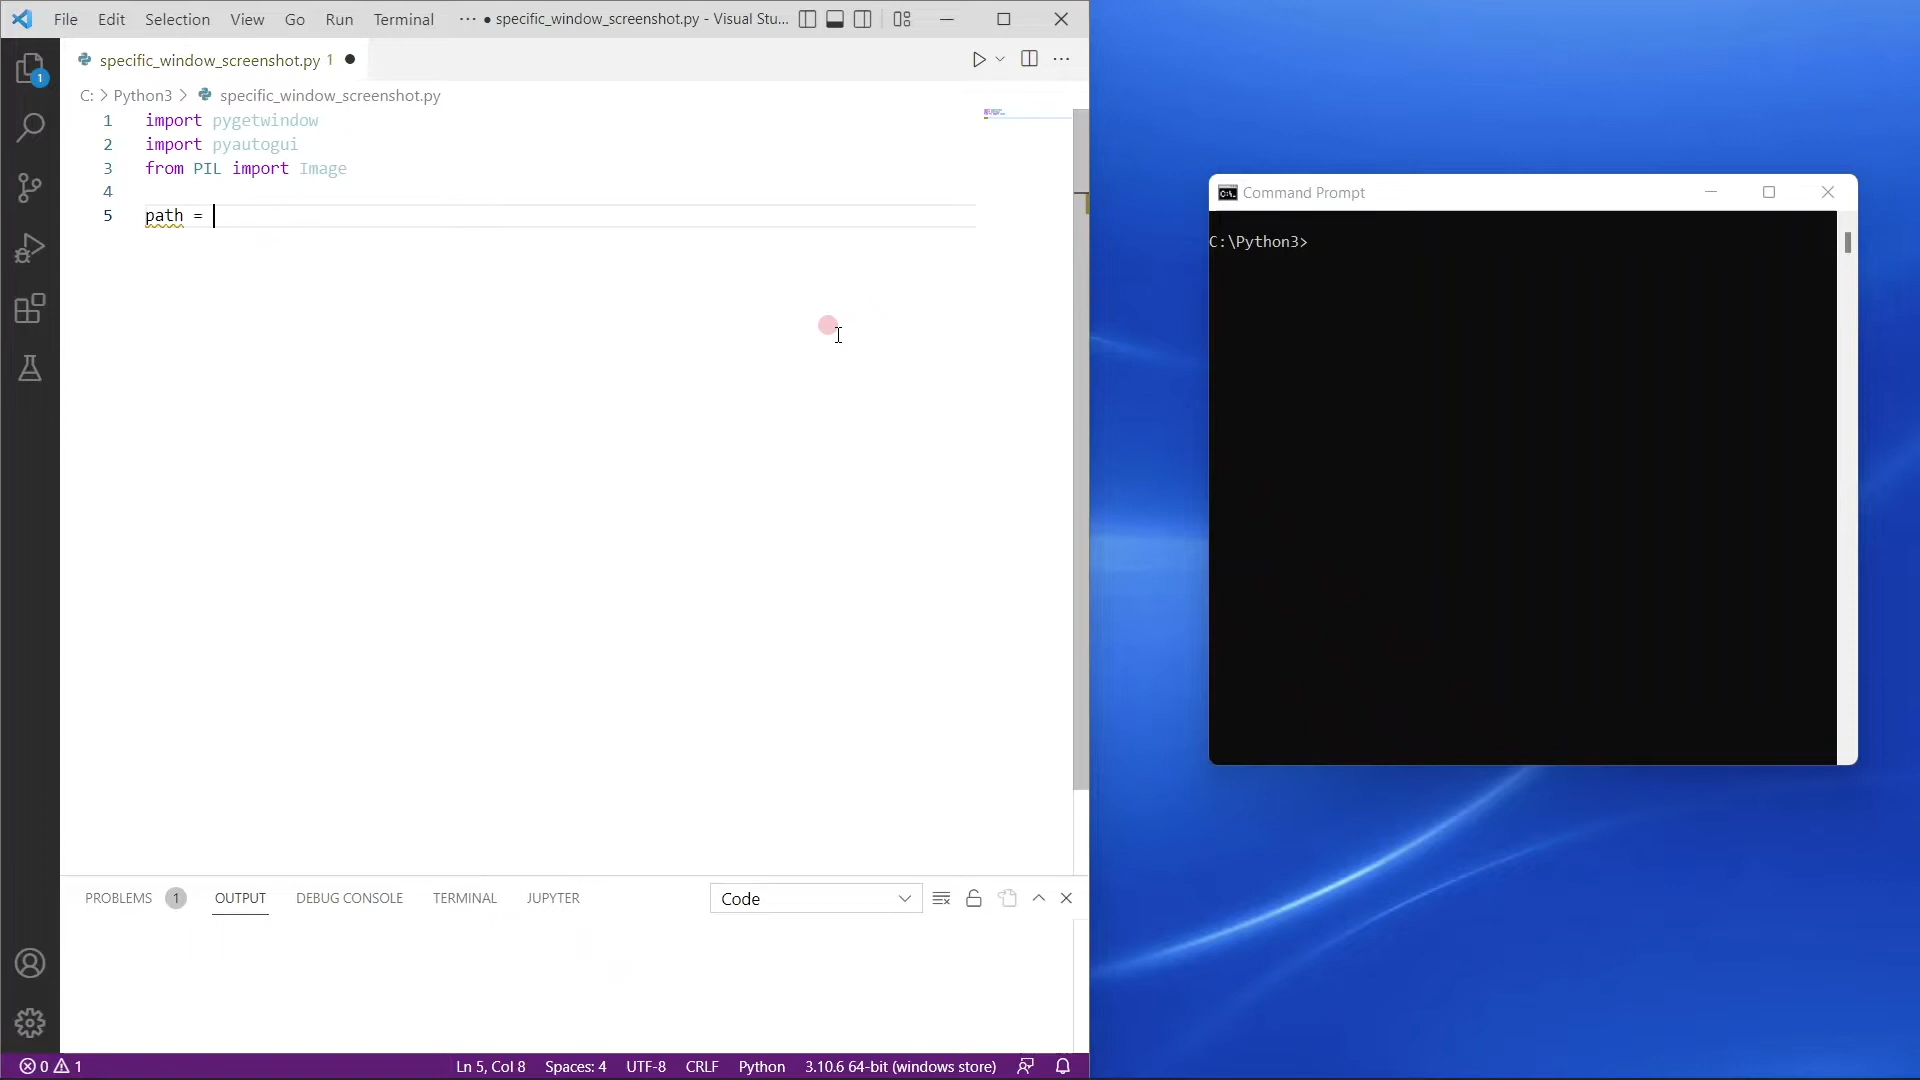 File Edit Selection View Go Run Terminal ··· ● specific_window_screenshot.py - Visual Stu...
specific_window_screenshot.py 1 ●
C: > Python3 > specific_window_screenshot.py
1 import pygetwindow
2 import pyautogui
3 from PIL import Image
4
5 path =
PROBLEMS 1 OUTPUT DEBUG CONSOLE TERMINAL JUPYTER Code
0 1 Ln 5, Col 8 Spaces: 4 UTF-8 CRLF Python 3.10.6 64-bit (windows store)
1
C:\. Command Prompt
C:\Python3>